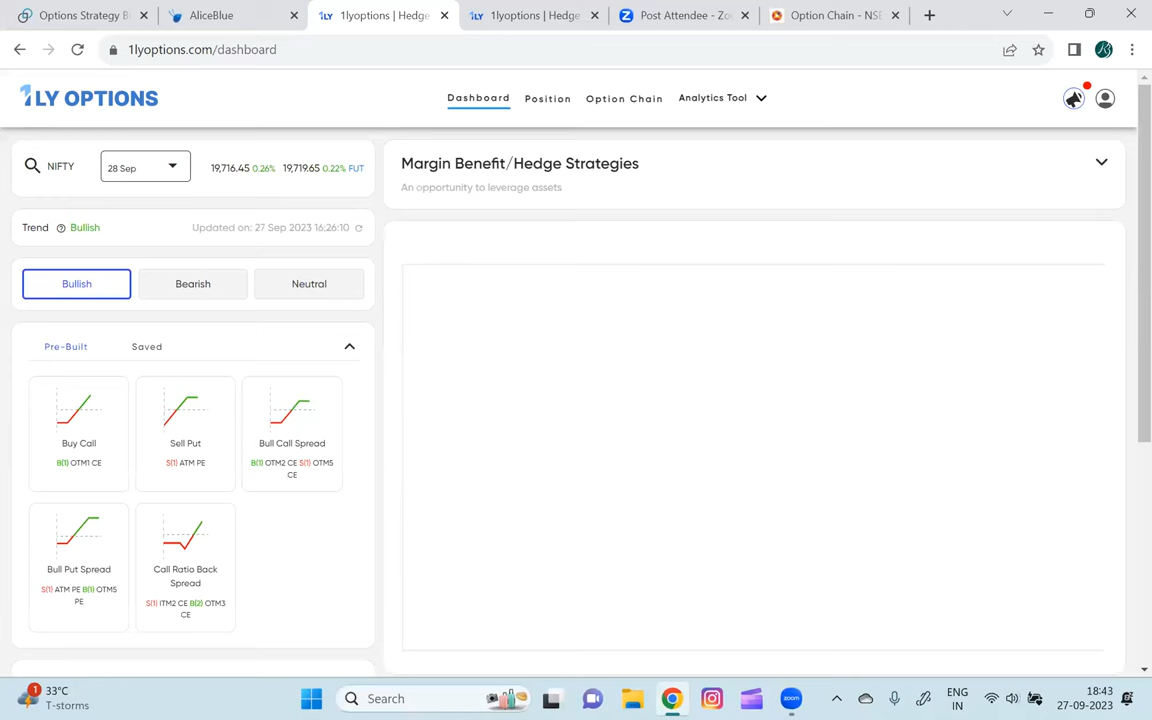 Options Strategy B
AliceBlue
1lyoptions | Hedge
1lyoptions | Hedge
Post Attendee - Zo
Option Chain - NSE
1lyoptions.com/dashboard
1LY OPTIONS
Dashboard
Position
Option Chain
Analytics Tool
NIFTY
28 Sep
19,716.45 0.26% 19,719.65 0.22% FUT
Margin Benefit/Hedge Strategies
An opportunity to leverage assets
Trend
Bullish
Updated on: 27 Sep 2023 16:26:10
Bullish
Bearish
Neutral
Pre-Built
Saved
Buy Call
B(1) OTM1 CE
Sell Put
S(1) ATM PE
Bull Call Spread
B(1) OTM2 CE S(1) OTM5
CE
Bull Put Spread
S(1) ATM PE B(1) OTM5
PE
Call Ratio Back
Spread
S(1) ITM2 CE B(2) OTM3
CE
1
33°C
T-storms
Search
zoom
ENG
IN
18:43
27-09-2023